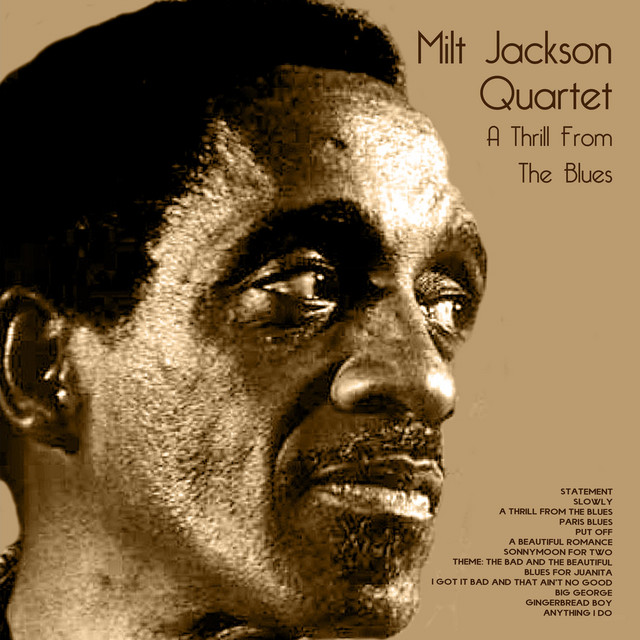 Milt Jackson
Quartet
A Thrill From
The Blues
STATEMENT
SLOWLY
A THRILL FROM THE BLUES
PARIS BLUES
PUT OFF
A BEAUTIFUL ROMANCE
SONNYMOON FOR TWO
THEME: THE BAD AND THE BEAUTIFUL
BLUES FOR JUANITA
I GOT IT BAD AND THAT AIN'T NO GOOD
BIG GEORGE
GINGERBREAD BOY
ANYTHING I DO